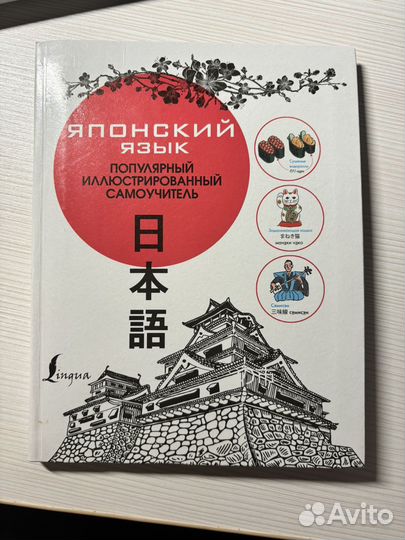 ЯПОНСКИЙ
ЯЗЫК
ПОПУЛЯРНЫЙ
ИЛЛЮСТРИРОВАННЫЙ
САМОУЧИТЕЛЬ
日本語
まねき猫
манэки нэко
Сямисэн
三味線 сямисэн
Lingua
Avito